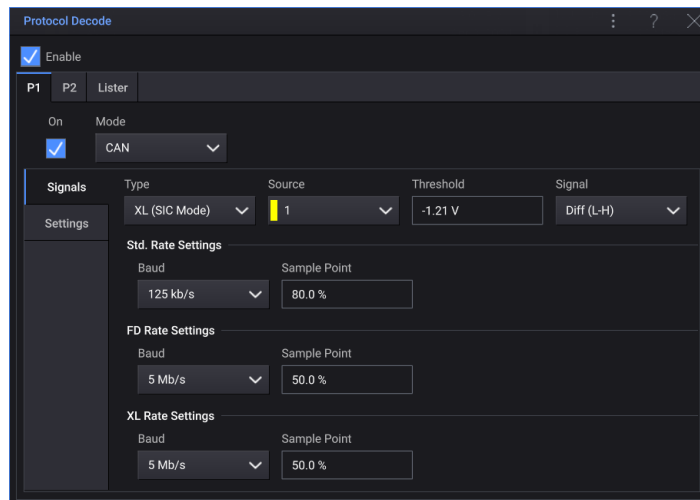 Protocol Decode ?
Enable
P1 P2 Lister
On Mode
CAN
Signals Type Source Threshold Signal
XL (SIC Mode) 1 -1.21 V Diff (L-H)
Settings
Std. Rate Settings
Baud Sample Point
125 kb/s 80.0 %
FD Rate Settings
Baud Sample Point
5 Mb/s 50.0 %
XL Rate Settings
Baud Sample Point
5 Mb/s 50.0 %